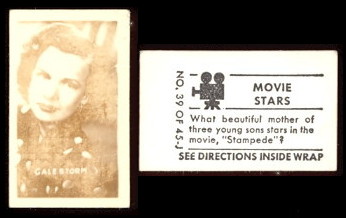 GALE STORM
NO. 39 OF 45-J
MOVIE
STARS
What beautiful mother of
three young sons stars in the
movie, "Stampede"?
SEE DIRECTIONS INSIDE WRAP